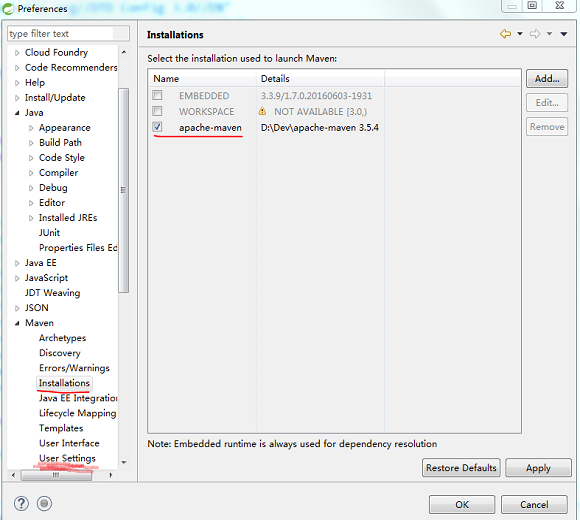 Preferences
type filter text
Cloud Foundry
Code Recommenders
Help
Install/Update
Java
Appearance
Build Path
Code Style
Compiler
Debug
Editor
Installed JREs
JUnit
Properties Files Ed
Java EE
JavaScript
JDT Weaving
JSON
Maven
Archetypes
Discovery
Errors/Warnings
Installations
Java EE Integration
Lifecycle Mapping
Templates
User Interface
User Settings
Installations
Select the installation used to launch Maven:
Name Details
EMBEDDED 3.3.9/1.7.0.20160603-1931
WORKSPACE NOT AVAILABLE [3.0,)
apache-maven D:\Dev\apache-maven 3.5.4
Add...
Edit...
Remove
Note: Embedded runtime is always used for dependency resolution
Restore Defaults Apply
OK Cancel